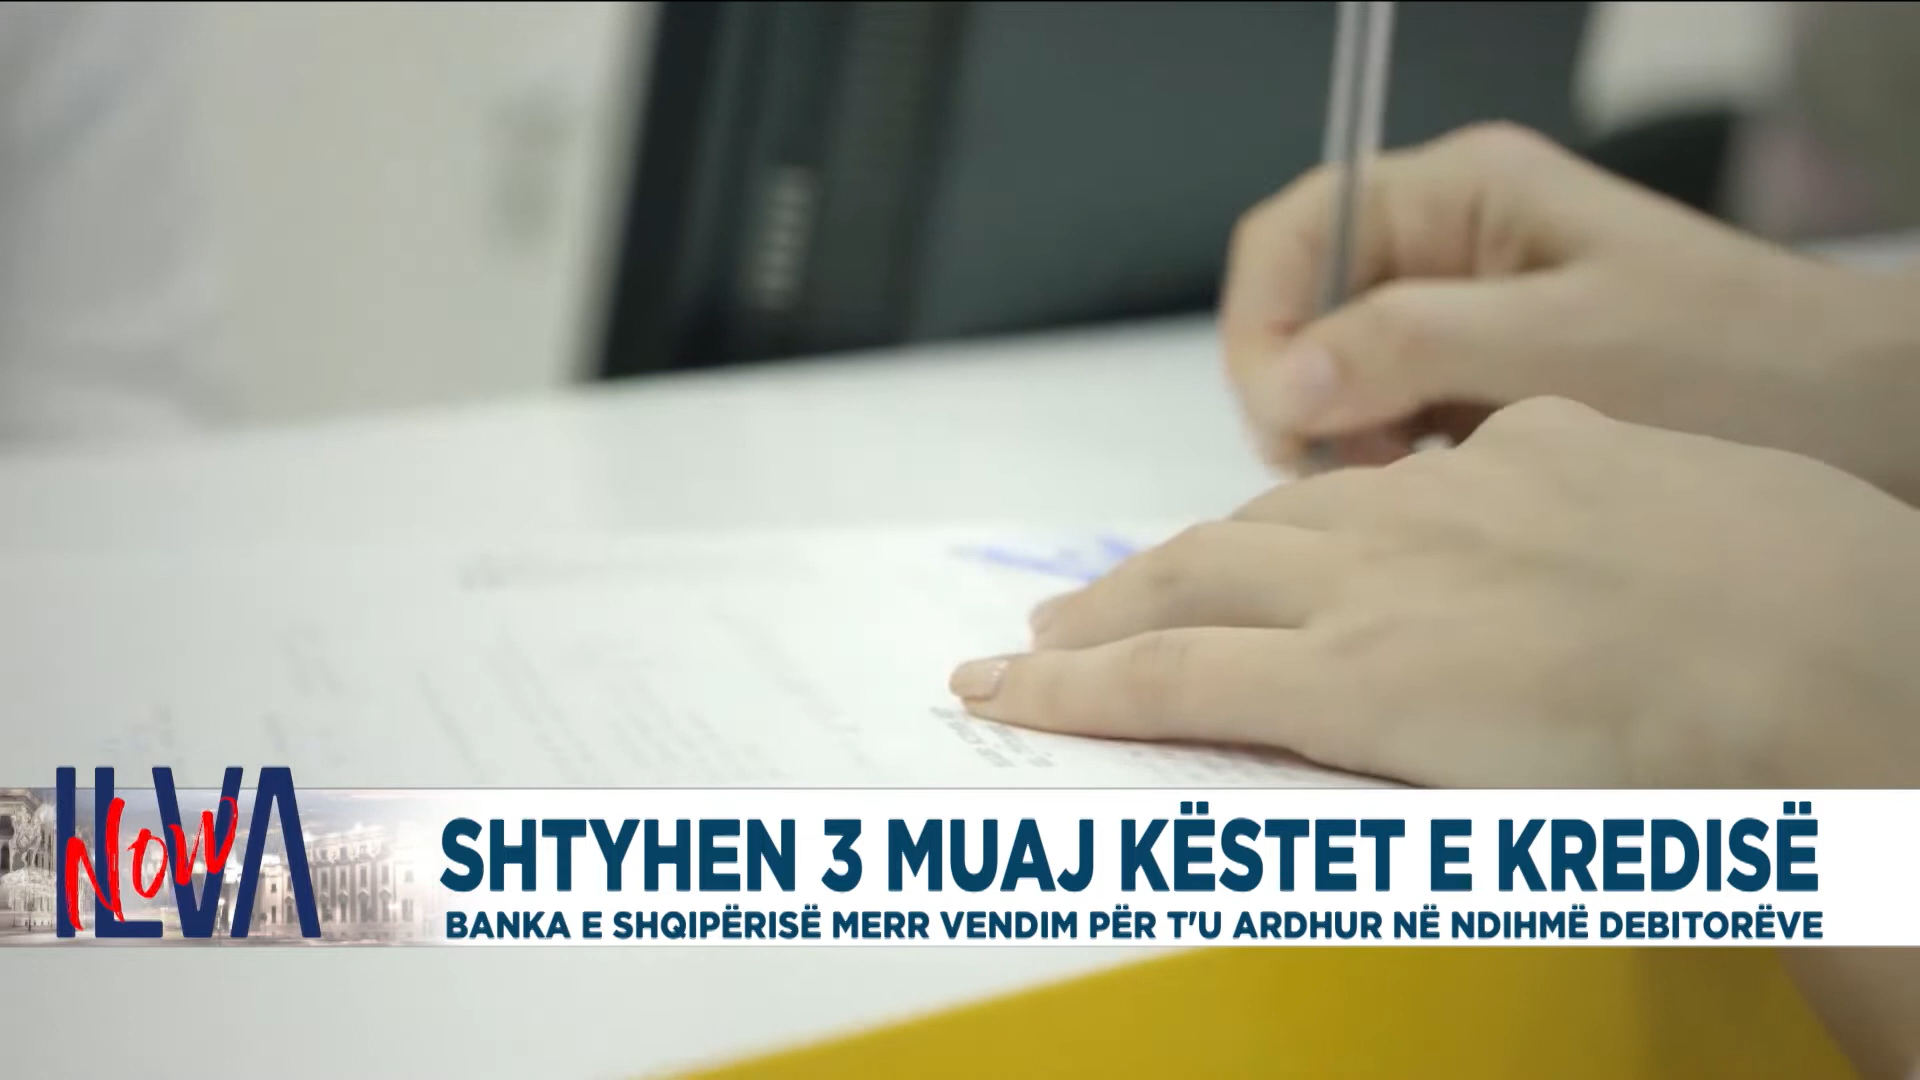 SHTYHEN 3 MUAJ KËSTET E KREDISË
BANKA E SHQIPËRISË MERR VENDIM PËR T'U ARDHUR NË NDIHMË DEBITORËVE
ILVA
Now